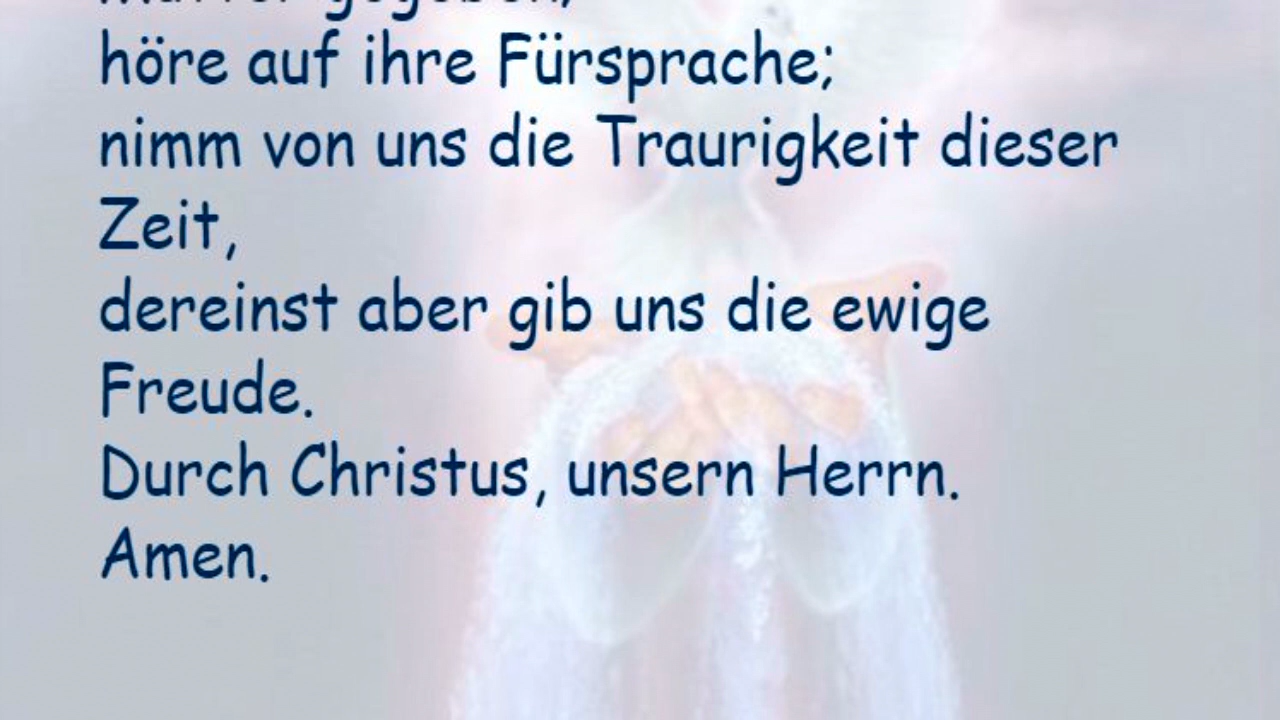 höre auf ihre Fürsprache;
nimm von uns die Traurigkeit dieser
Zeit,
dereinst aber gib uns die ewige
Freude.
Durch Christus, unsern Herrn.
Amen.